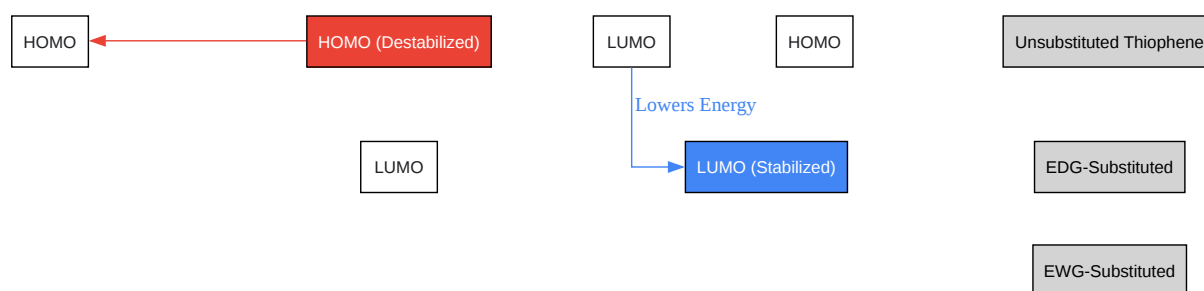 HOMO
HOMO (Destabilized)
LUMO
HOMO
Unsubstituted Thiophene
Lowers Energy
LUMO
LUMO (Stabilized)
EDG-Substituted
EWG-Substituted